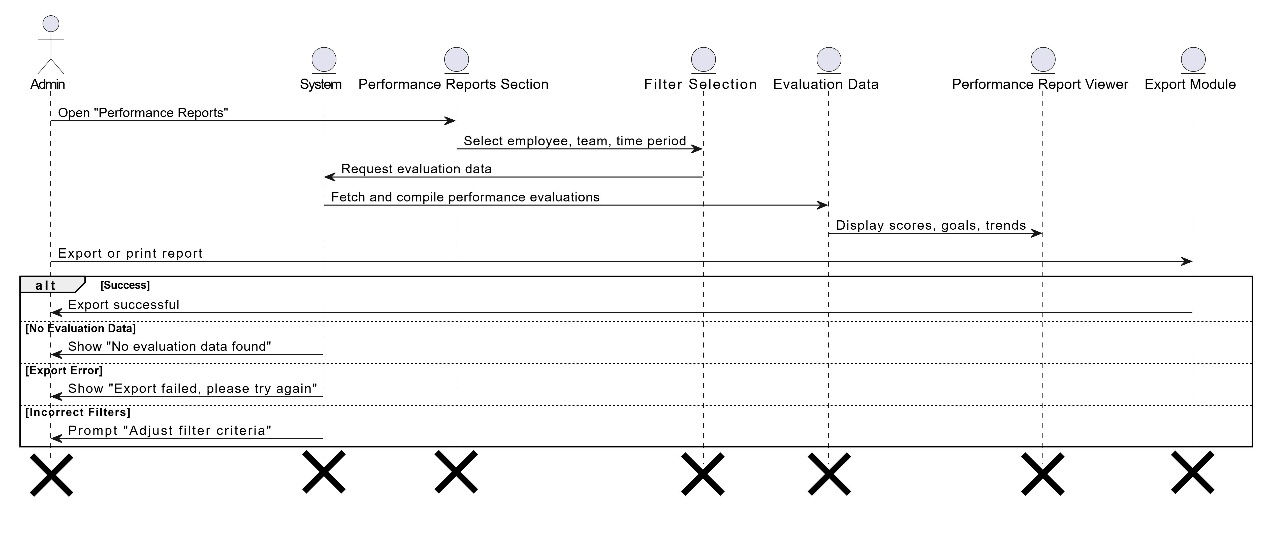 Admin
System
Performance Reports Section
Filter Selection
Evaluation Data
Performance Report Viewer
Export Module
Open "Performance Reports"
Select employee, team, time period
Request evaluation data
Fetch and compile performance evaluations
Display scores, goals, trends
Export or print report
alt [Success]
Export successful
[No Evaluation Data]
Show "No evaluation data found"
[Export Error]
Show "Export failed, please try again"
[Incorrect Filters]
Prompt "Adjust filter criteria"